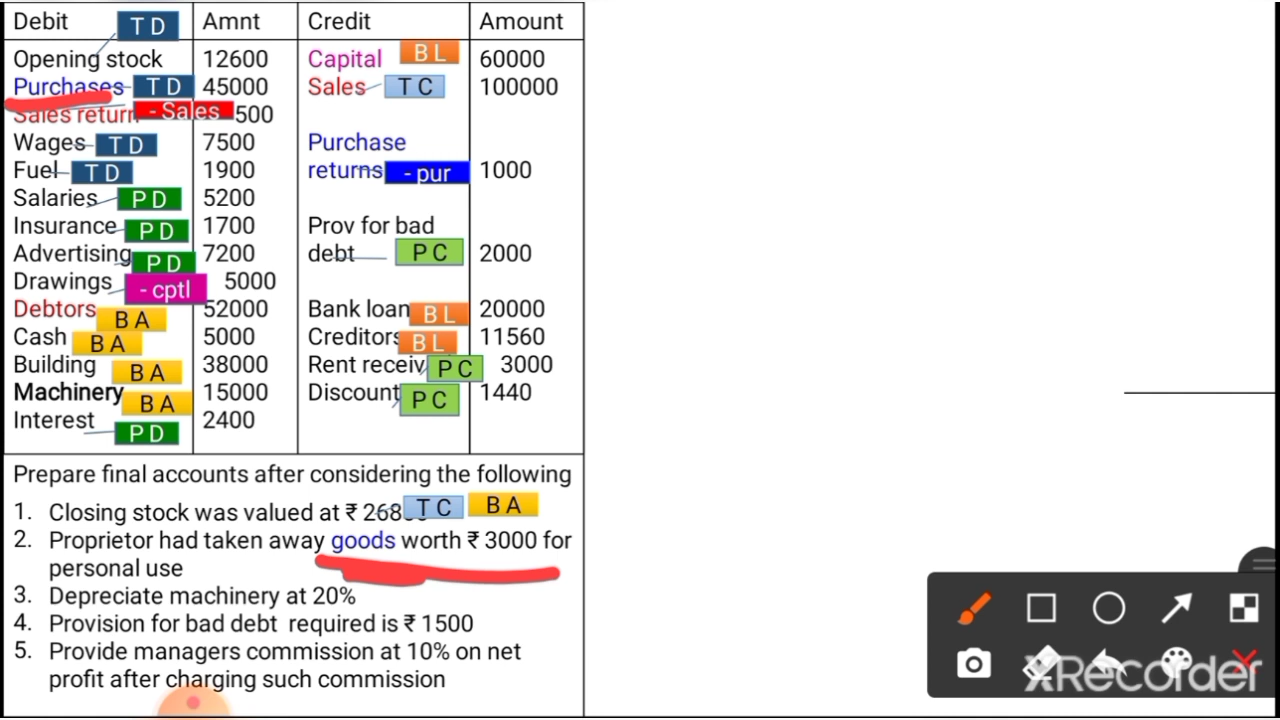 Debit T D Amnt Credit Amount
Opening stock 12600 Capital B L 60000
Purchases T D 45000 Sales T C 100000
Sales return - Sales 500
Wages T D 7500 Purchase
Fuel T D 1900 returns - pur 1000
Salaries P D 5200
Insurance P D 1700 Prov for bad
Advertising P D 7200 debt P C 2000
Drawings - cptl 5000
Debtors B A 52000 Bank loan B L 20000
Cash B A 5000 Creditors B L 11560
Building B A 38000 Rent receiv P C 3000
Machinery B A 15000 Discount P C 1440
Interest P D 2400
Prepare final accounts after considering the following
1. Closing stock was valued at ₹ T C B A
2. Proprietor had taken away goods worth ₹ 3000 for
personal use
3. Depreciate machinery at 20%
4. Provision for bad debt required is ₹ 1500
5. Provide managers commission at 10% on net
profit after charging such commission
XRecorder